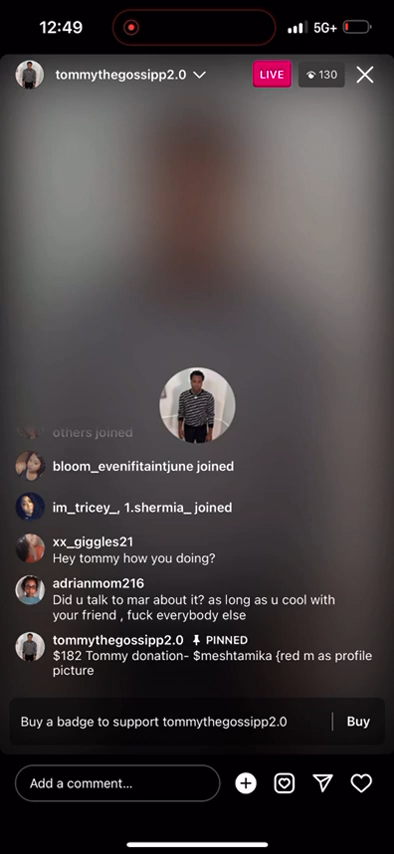 12:49
5G+
tommythegossipp2.0
LIVE
130
others joined
bloom_evenifitaintjune joined
im_tricey_, 1.shermia_ joined
xx_giggles21
Hey tommy how you doing?
adrianmom216
Did u talk to mar about it? as long as u cool with
your friend , fuck everybody else
tommythegossipp2.0 PINNED
$182 Tommy donation- $meshtamika {red m as profile
picture
Buy a badge to support tommythegossipp2.0
Buy
Add a comment...